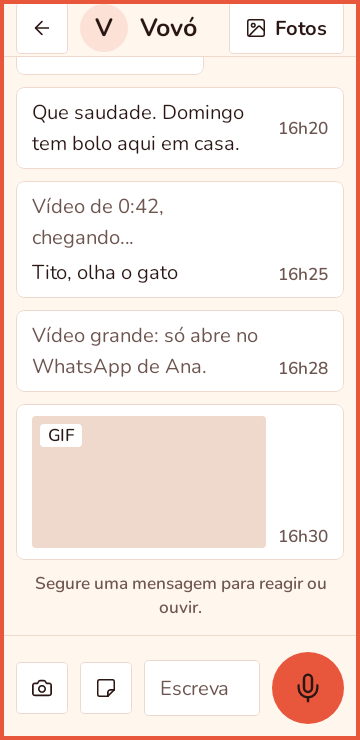 V Vovó Fotos
Que saudade. Domingo
tem bolo aqui em casa.
16h20
Vídeo de 0:42,
chegando...
Tito, olha o gato
16h25
Vídeo grande: só abre no
WhatsApp de Ana.
16h28
GIF
16h30
Segure uma mensagem para reagir ou
ouvir.
Escreva